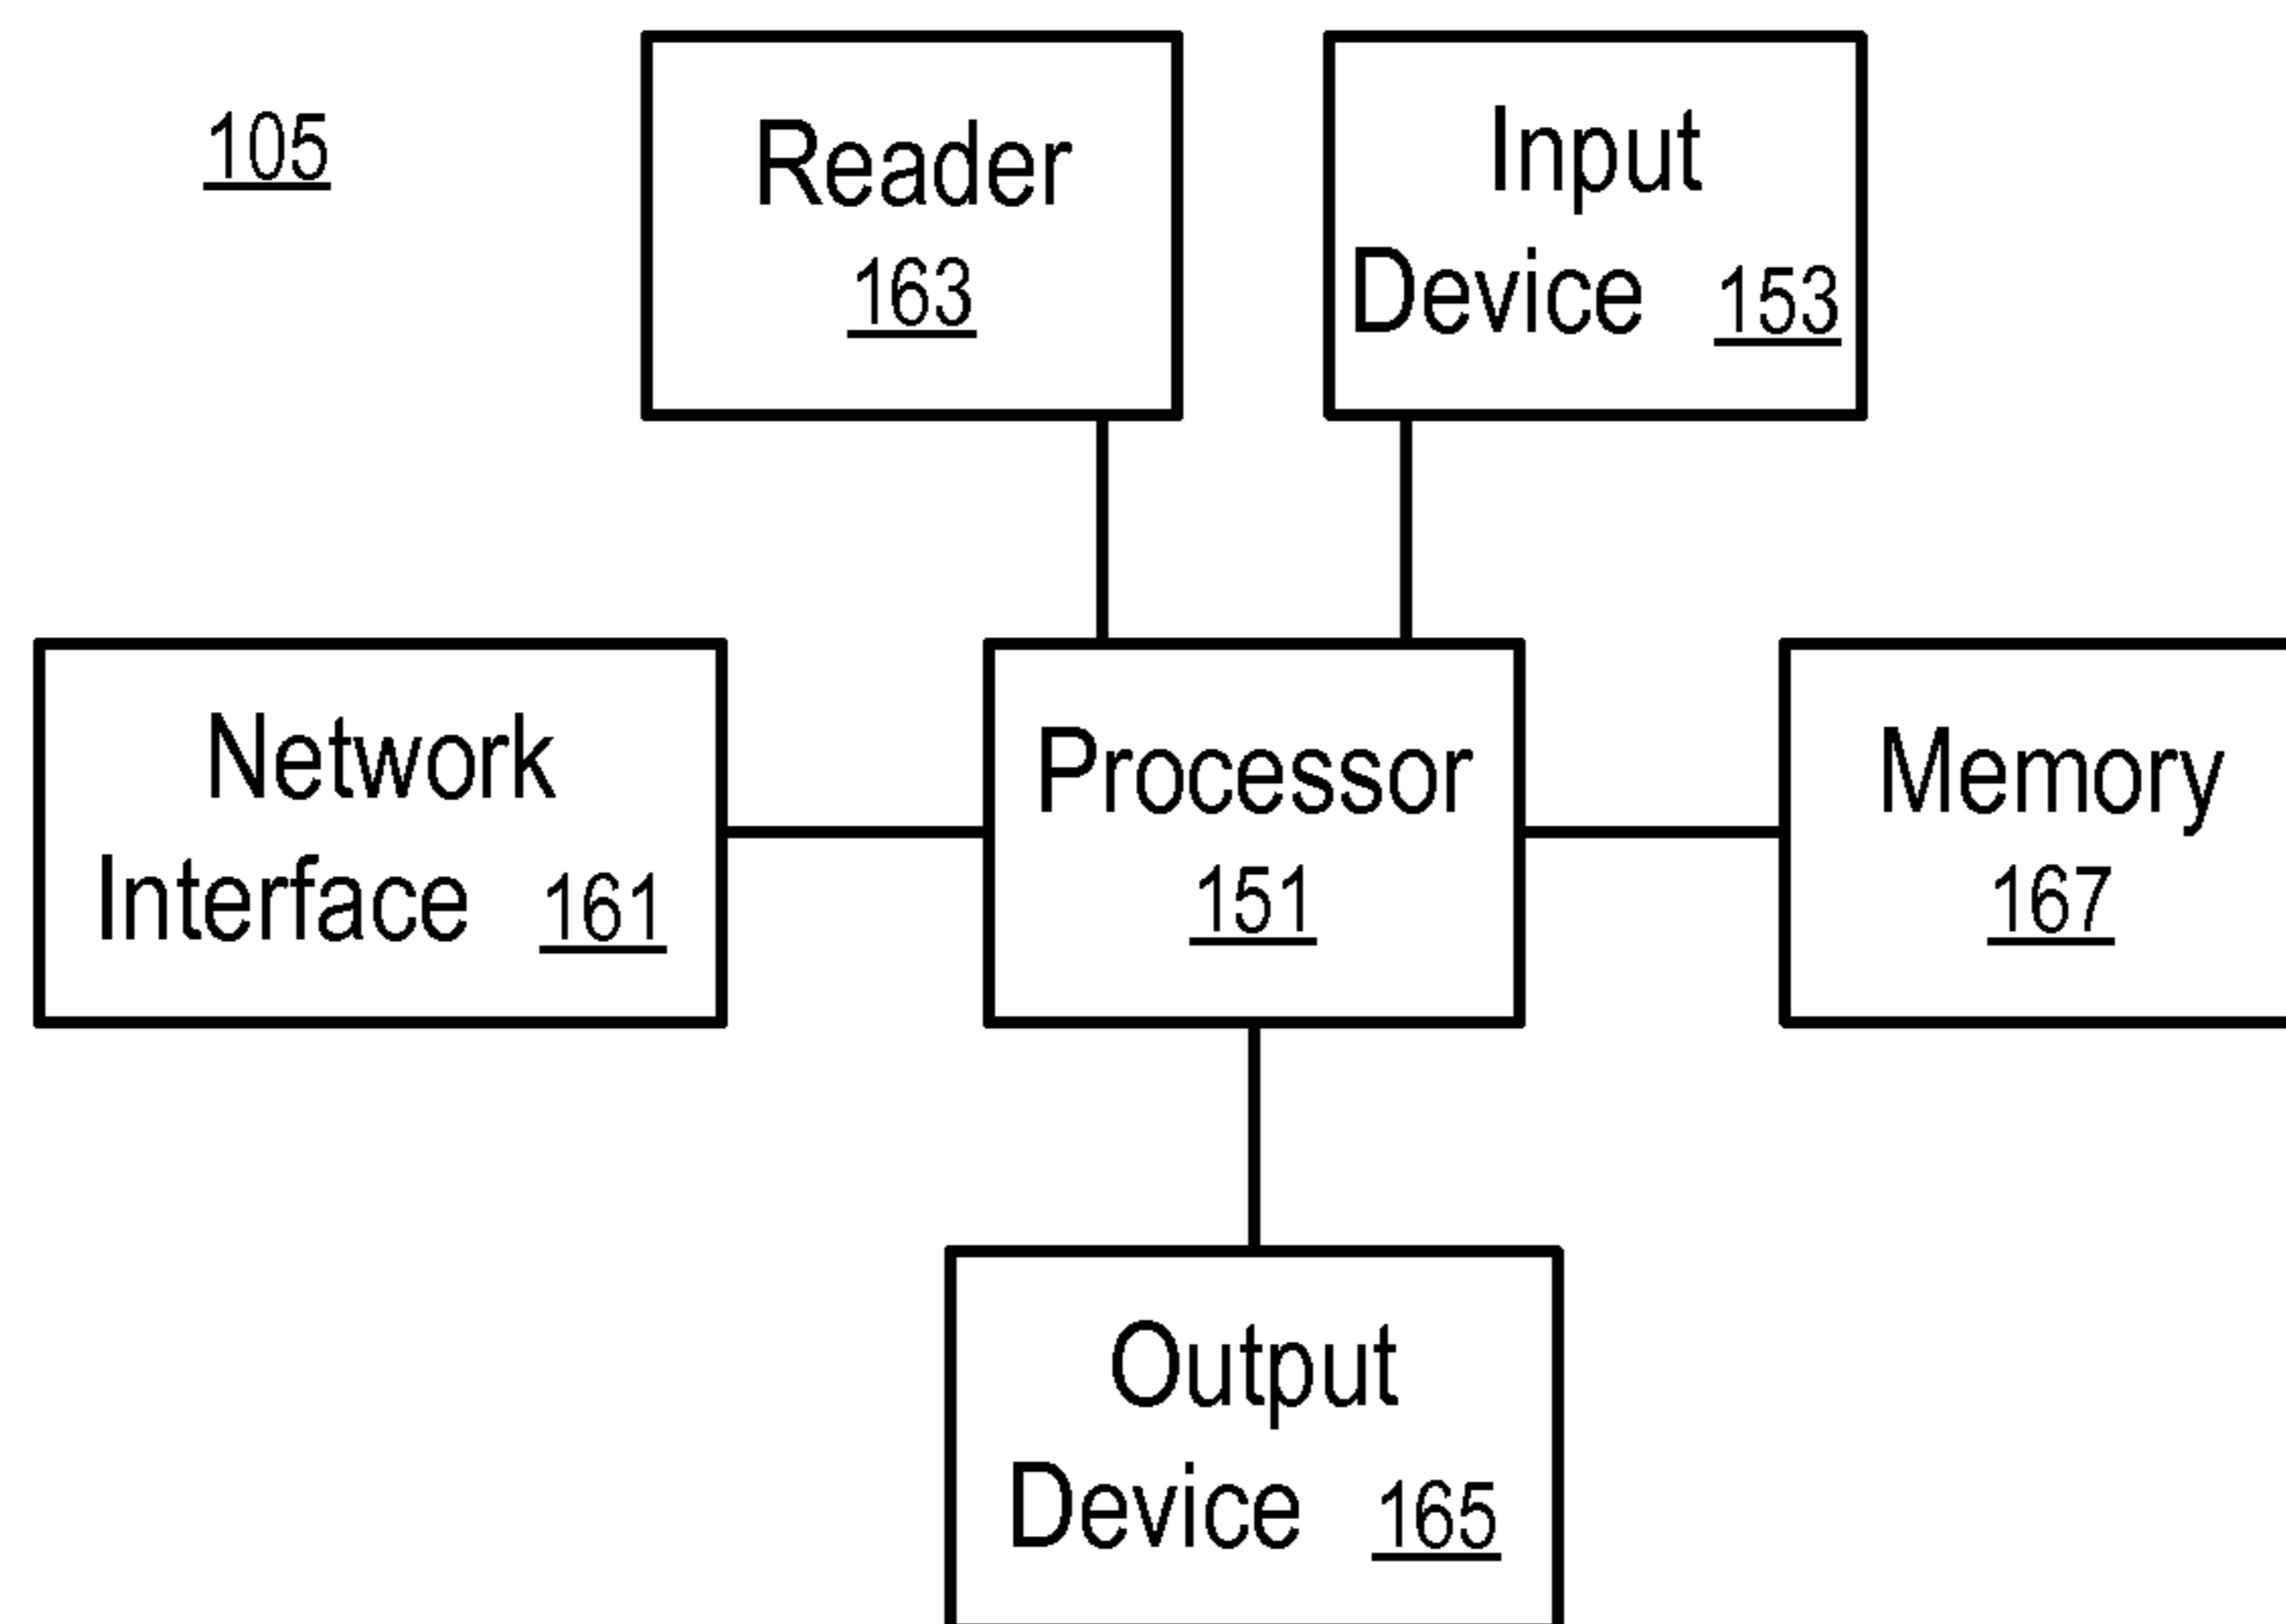 105
Reader
163
Input
Device 153
Network
Interface 161
Processor
151
Memory
167
Output
Device 165